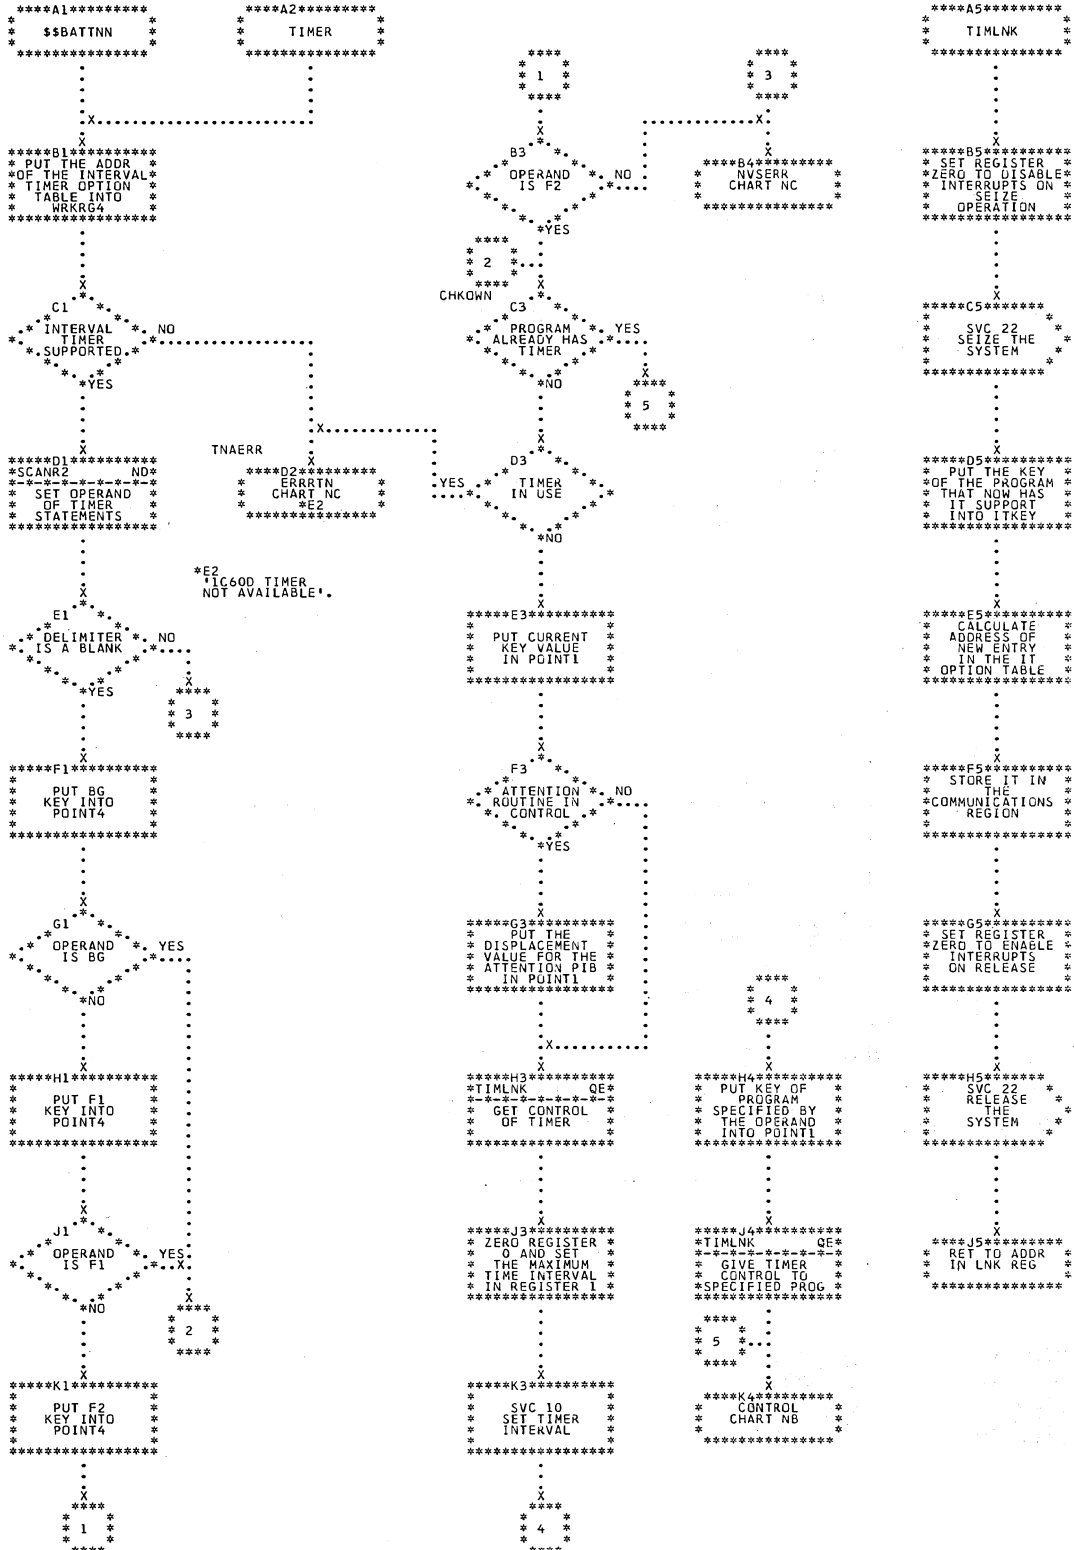 ****A1*********
$$BATTNN
****A2*********
TIMER
1
3
****A5*********
TIMLNK
*****B1**********
PUT THE ADDR
OF THE INTERVAL
TIMER OPTION
TABLE INTO
WRKRG4
C1
INTERVAL
TIMER
SUPPORTED
NO
YES
*****D1**********
*SCANR2 ND*
*-*-*-*-*-*-*-*-*
SET OPERAND
OF TIMER
STATEMENTS
TNAERR
****D2*********
ERRRTN
CHART NC
*E2
*E2
'1C60D TIMER
NOT AVAILABLE'.
E1
DELIMITER
IS A BLANK
NO
YES
3
*****F1**********
PUT BG
KEY INTO
POINT4
G1
OPERAND
IS BG
YES
NO
*****H1**********
PUT F1
KEY INTO
POINT4
J1
OPERAND
IS F1
YES
NO
2
*****K1**********
PUT F2
KEY INTO
POINT4
1
B3
OPERAND
IS F2
NO
YES
****B4*********
NVSERR
CHART NC
2
CHKOWN
C3
PROGRAM
ALREADY HAS
TIMER
YES
NO
5
D3
TIMER
IN USE
YES
NO
*****E3**********
PUT CURRENT
KEY VALUE
IN POINT1
F3
ATTENTION
ROUTINE IN
CONTROL
NO
YES
*****G3**********
PUT THE
DISPLACEMENT
VALUE FOR THE
ATTENTION PIB
IN POINT1
*****H3**********
*TIMLNK QE*
*-*-*-*-*-*-*-*-*
GET CONTROL
OF TIMER
*****J3**********
ZERO REGISTER
0 AND SET
THE MAXIMUM
TIME INTERVAL
IN REGISTER 1
*****K3**********
SVC 10
SET TIMER
INTERVAL
4
4
*****H4**********
PUT KEY OF
PROGRAM
SPECIFIED BY
THE OPERAND
INTO POINT1
*****J4**********
*TIMLNK QE*
*-*-*-*-*-*-*-*-*
GIVE TIMER
CONTROL TO
SPECIFIED PROG
5
****K4*********
CONTROL
CHART NB
*****B5**********
SET REGISTER
ZERO TO DISABLE
INTERRUPTS ON
SEIZE
OPERATION
*****C5*******
SVC 22
SEIZE THE
SYSTEM
*****D5**********
PUT THE KEY
OF THE PROGRAM
THAT NOW HAS
IT SUPPORT
INTO ITKEY
*****E5**********
CALCULATE
ADDRESS OF
NEW ENTRY
IN THE IT
OPTION TABLE
*****F5**********
STORE IT IN
THE
COMMUNICATIONS
REGION
*****G5**********
SET REGISTER
ZERO TO ENABLE
INTERRUPTS
ON RELEASE
*****H5*******
SVC 22
RELEASE
THE
SYSTEM
****J5*********
RET TO ADDR
IN LNK REG